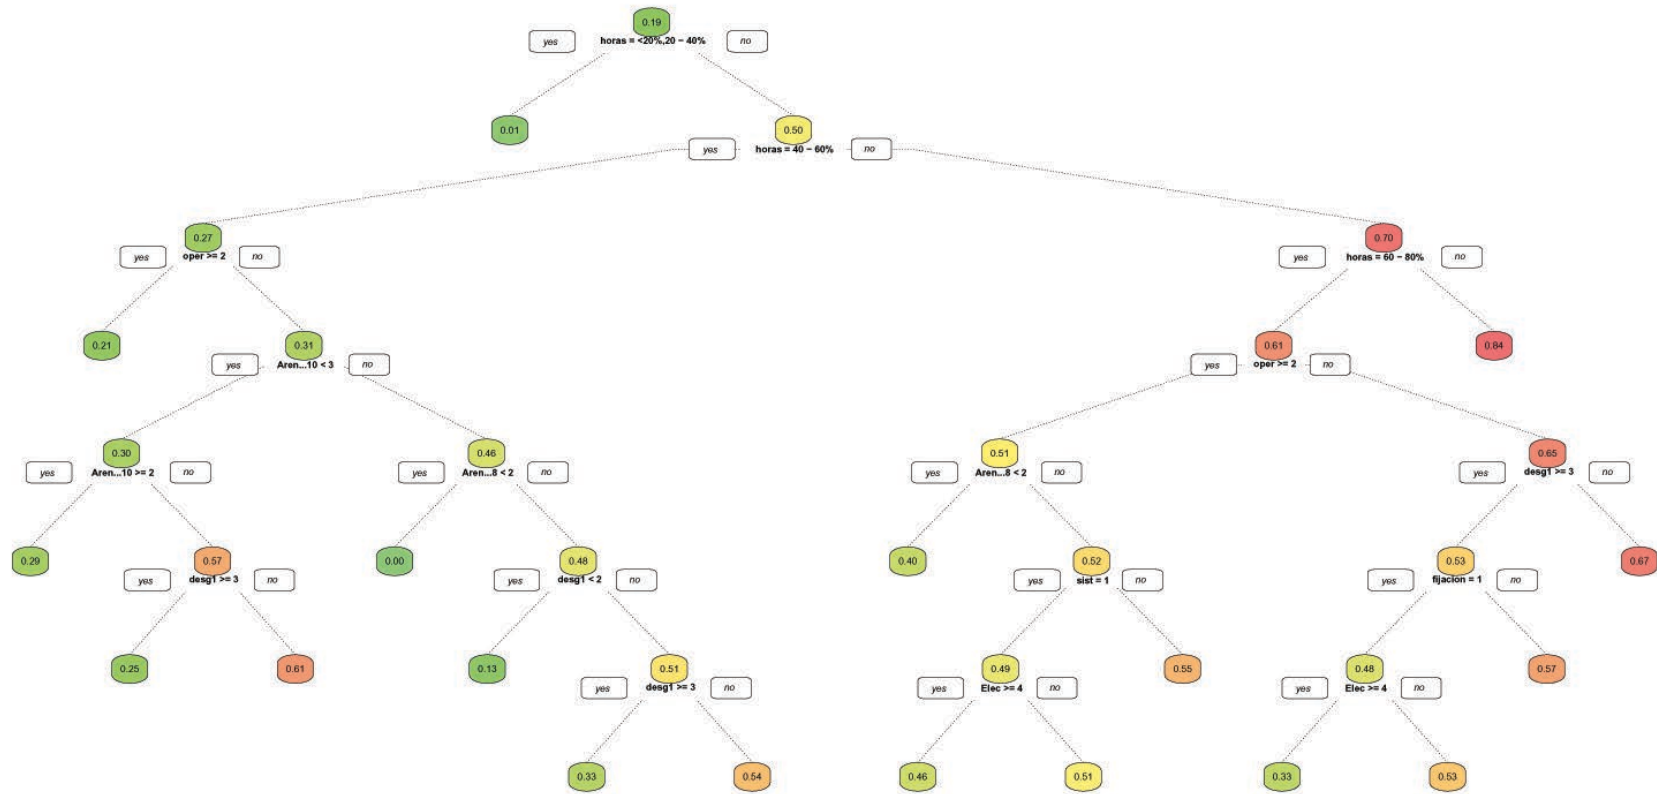 0.19
yes horas = <20%,20 − 40% no
0.01 0.50
yes horas = 40 − 60% no
0.27 0.70
yes oper >= 2 no yes horas = 60 − 80% no
0.21 0.31 0.61 0.84
yes Aren...10 < 3 no yes oper >= 2 no
0.30 0.46 0.51 0.65
yes Aren...10 >= 2 no yes Aren...8 < 2 no yes Aren...8 < 2 no yes desg1 >= 3 no
0.29 0.57 0.00 0.48 0.40 0.52 0.53 0.67
yes desg1 >= 3 no yes desg1 < 2 no yes sist = 1 no yes fijacion = 1 no
0.25 0.61 0.13 0.51 0.49 0.55 0.48 0.57
yes desg1 >= 3 no yes Elec >= 4 no yes Elec >= 4 no
0.33 0.54 0.46 0.51 0.33 0.53